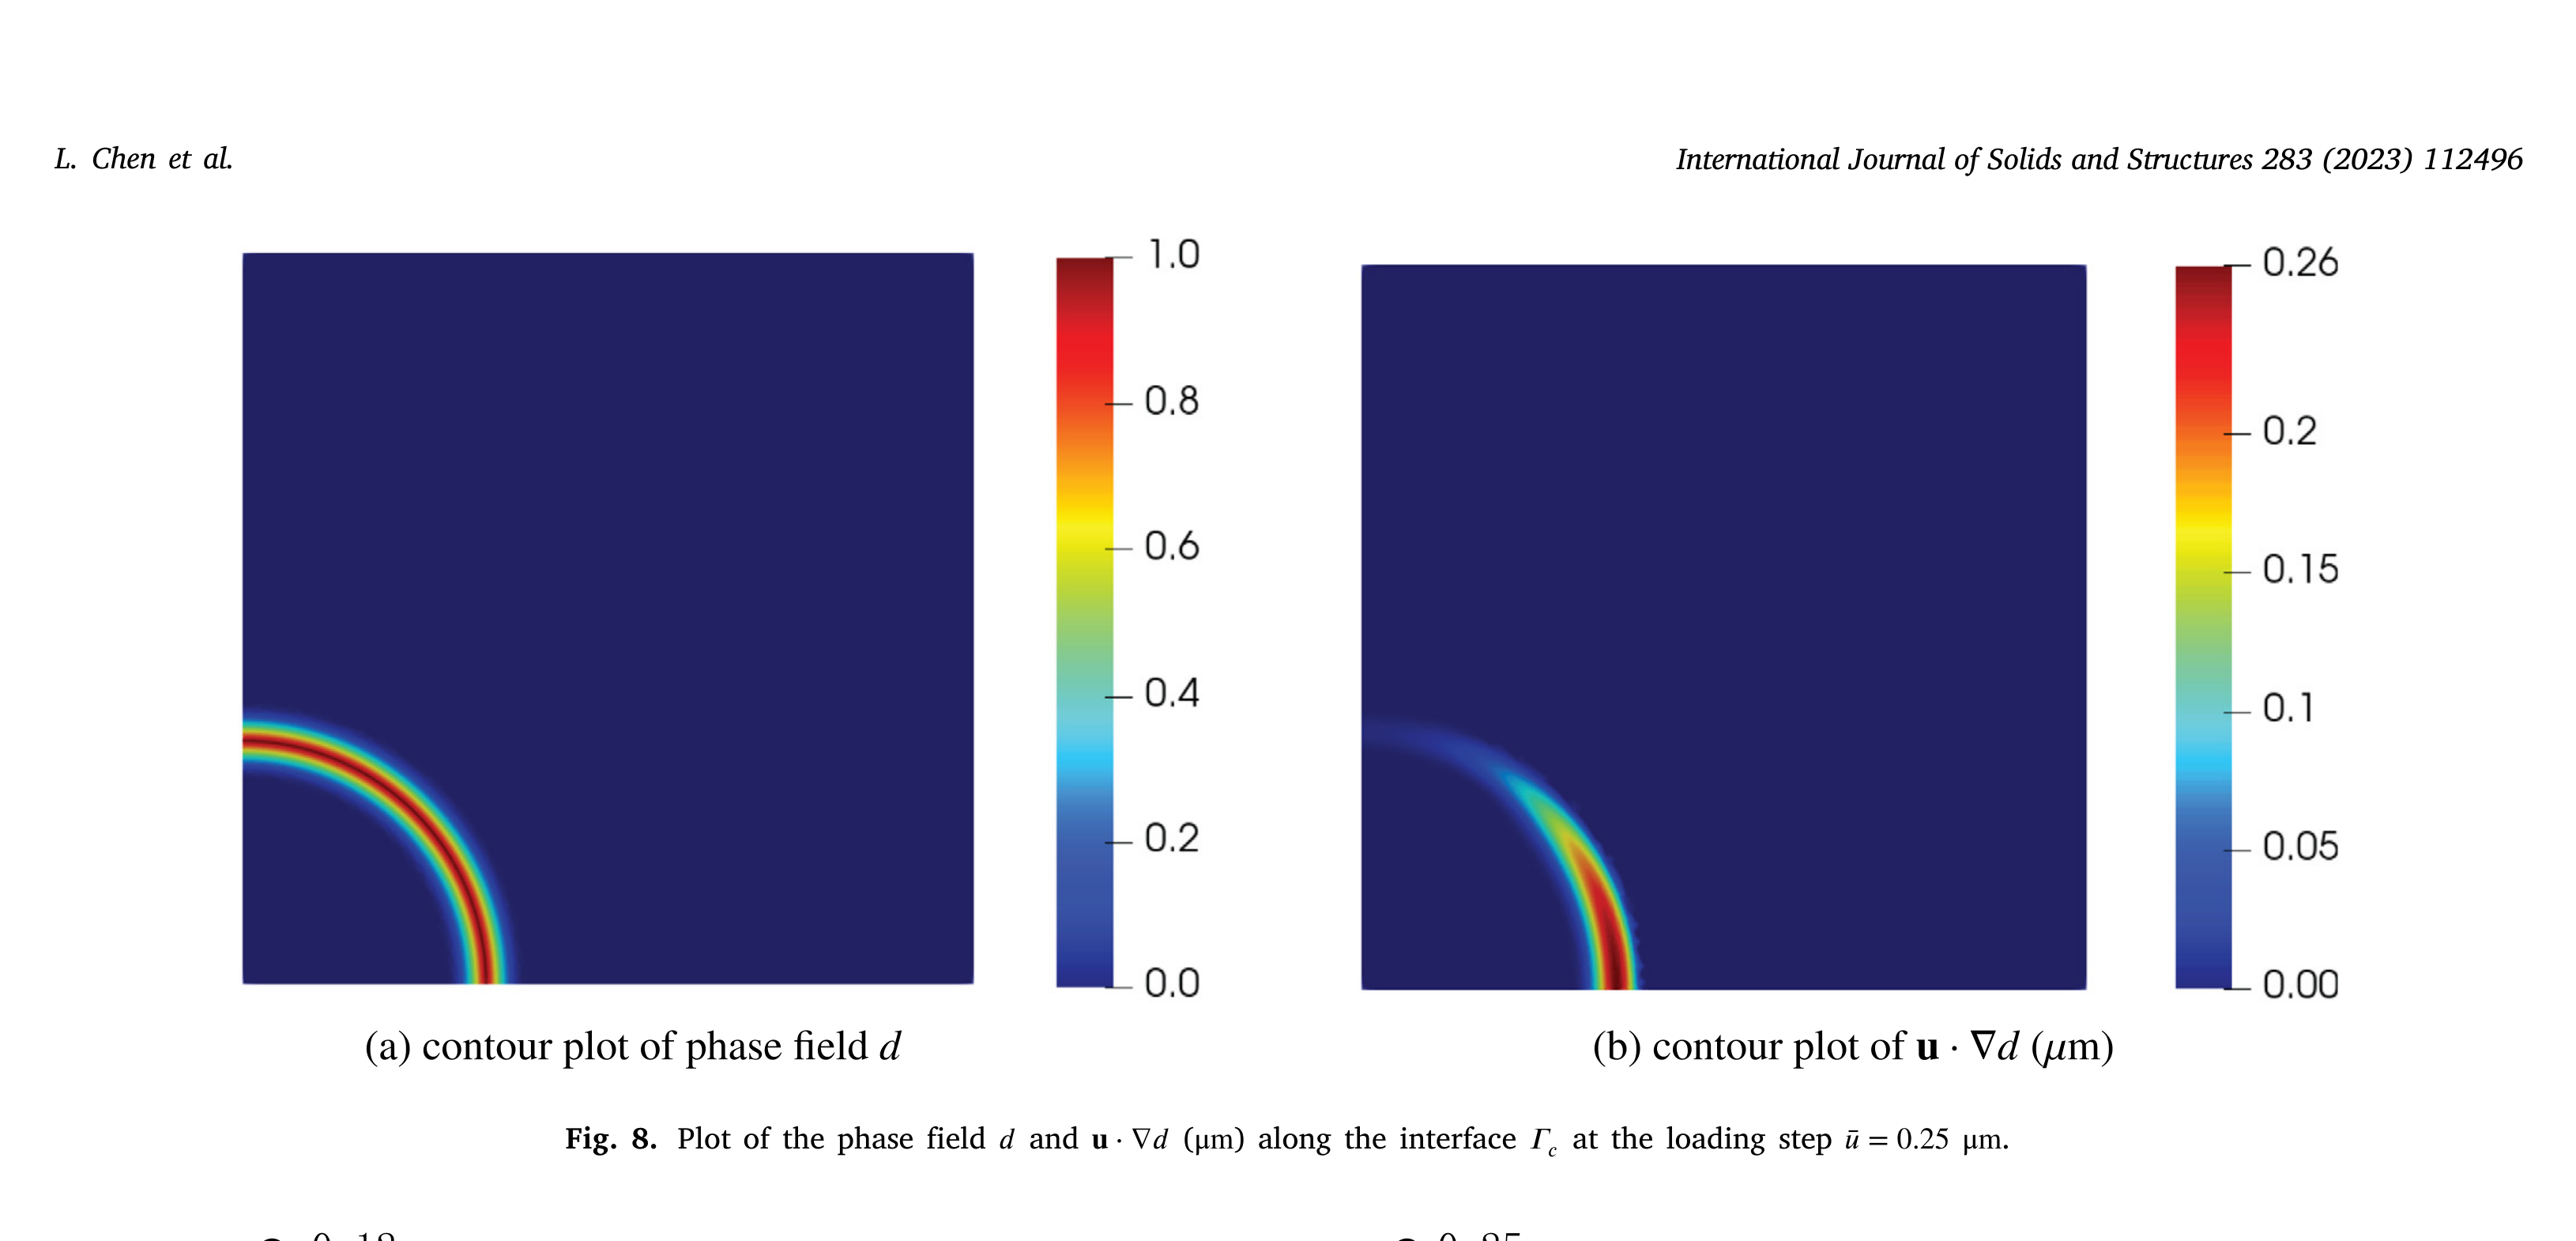 L. Chen et al.
International Journal of Solids and Structures 283 (2023) 112496
1.0
0.8
0.6
0.4
0.2
0.0
0.26
0.2
0.15
0.1
0.05
0.00
(a) contour plot of phase field d
(b) contour plot of u · ∇d (μm)
Fig. 8. Plot of the phase field d and u · ∇d (μm) along the interface Γc at the loading step ū = 0.25 μm.